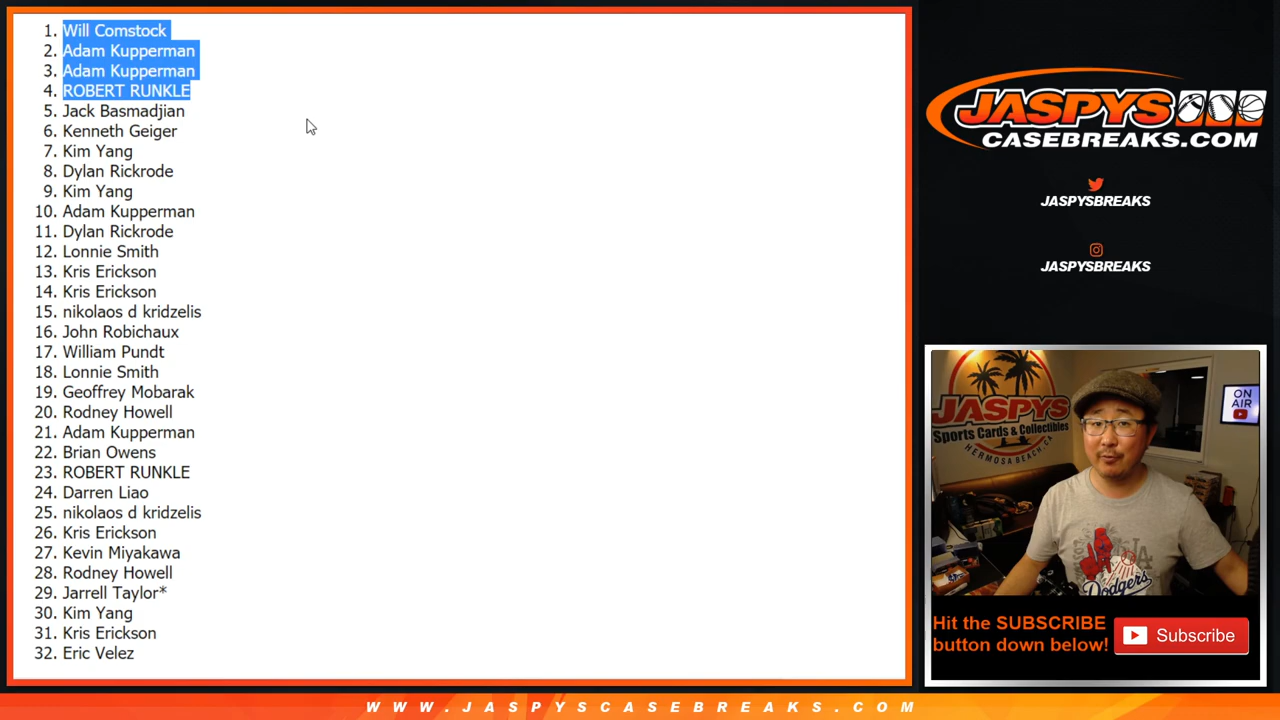 1. Will Comstock
2. Adam Kupperman
3. Adam Kupperman
4. ROBERT RUNKLE
5. Jack Basmadjian
6. Kenneth Geiger
7. Kim Yang
8. Dylan Rickrode
9. Kim Yang
10. Adam Kupperman
11. Dylan Rickrode
12. Lonnie Smith
13. Kris Erickson
14. Kris Erickson
15. nikolaos d kridzelis
16. John Robichaux
17. William Pundt
18. Lonnie Smith
19. Geoffrey Mobarak
20. Rodney Howell
21. Adam Kupperman
22. Brian Owens
23. ROBERT RUNKLE
24. Darren Liao
25. nikolaos d kridzelis
26. Kris Erickson
27. Kevin Miyakawa
28. Rodney Howell
29. Jarrell Taylor*
30. Kim Yang
31. Kris Erickson
32. Eric Velez
JASPYS
CASEBREAKS.COM
JASPYSBREAKS
JASPYSBREAKS
JASPYS
Sports Cards & Collectibles
HERMOSA BEACH, CA
ON
AIR
LA
Dodgers
Hit the SUBSCRIBE
button down below!
Subscribe
WWW.JASPYSCASEBREAKS.COM